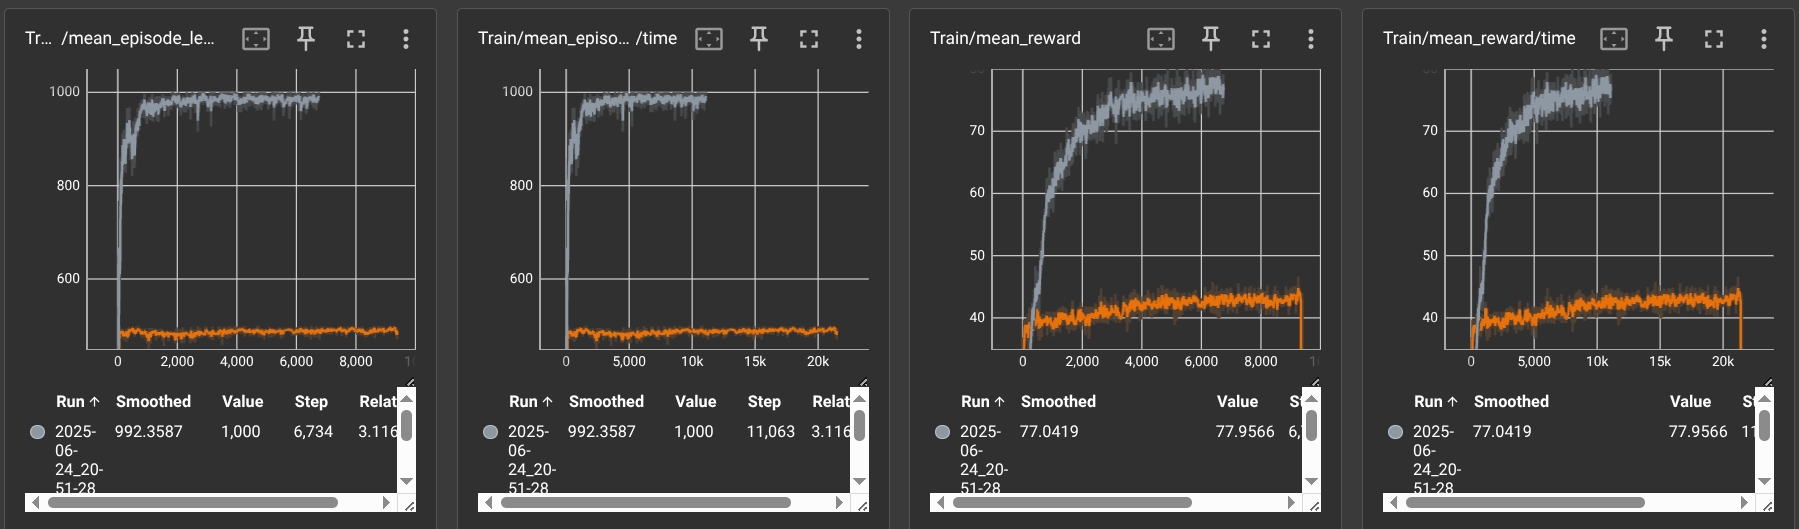 Tr... /mean_episode_le...
1000
800
600
0 2,000 4,000 6,000 8,000
Run ↑ Smoothed Value Step Relat
2025-06-24_20-51-28 992.3587 1,000 6,734 3.116
Train/mean_episo... /time
1000
800
600
0 5,000 10k 15k 20k
Run ↑ Smoothed Value Step Relat
2025-06-24_20-51-28 992.3587 1,000 11,063 3.116
Train/mean_reward
80
70
60
50
40
0 2,000 4,000 6,000 8,000
Run ↑ Smoothed Value St
2025-06-24_20-51-28 77.0419 77.9566 6,
Train/mean_reward/time
80
70
60
50
40
0 5,000 10k 15k 20k
Run ↑ Smoothed Value St
2025-06-24_20-51-28 77.0419 77.9566 11